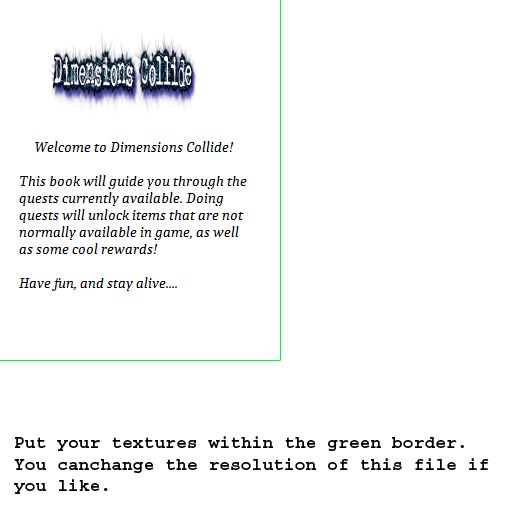 Dimensions Collide
Welcome to Dimensions Collide!
This book will guide you through the
quests currently available. Doing
quests will unlock items that are not
normally available in game, as well
as some cool rewards!
Have fun, and stay alive....
Put your textures within the green border.
You canchange the resolution of this file if
you like.